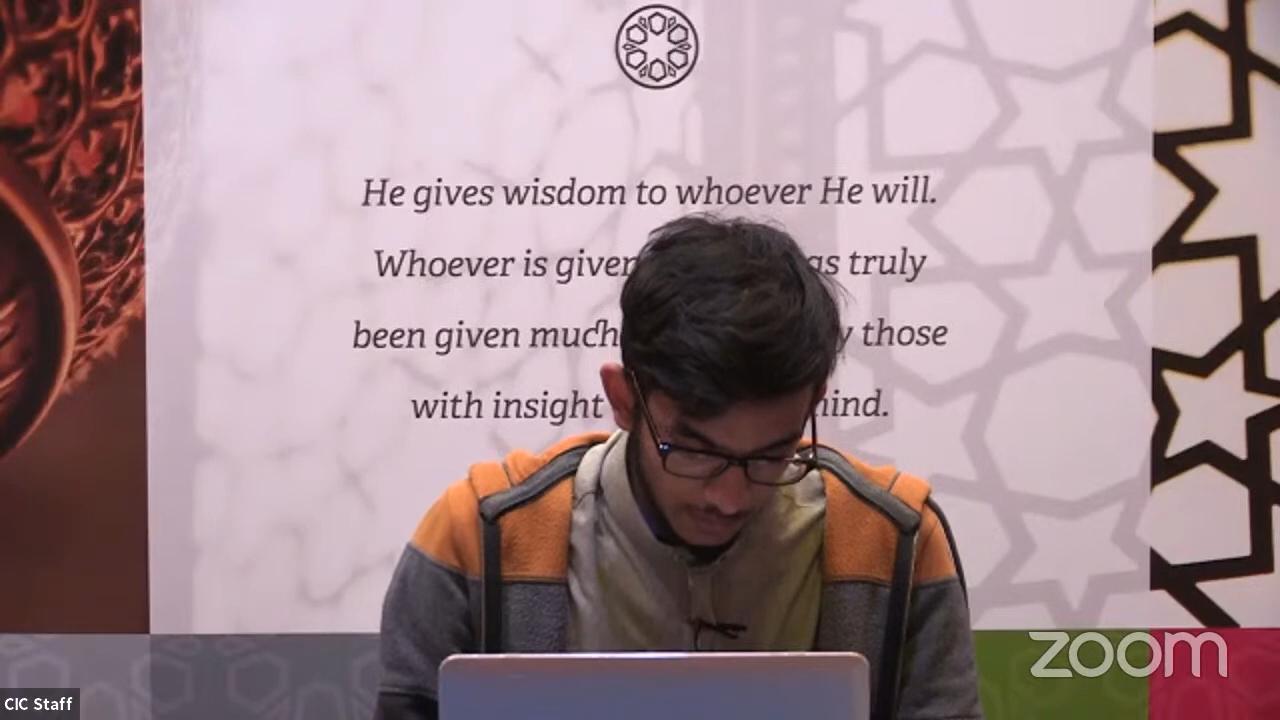 He gives wisdom to whoever He will.
Whoever is given as truly
been given much those
with insight
CIC Staff
zoom